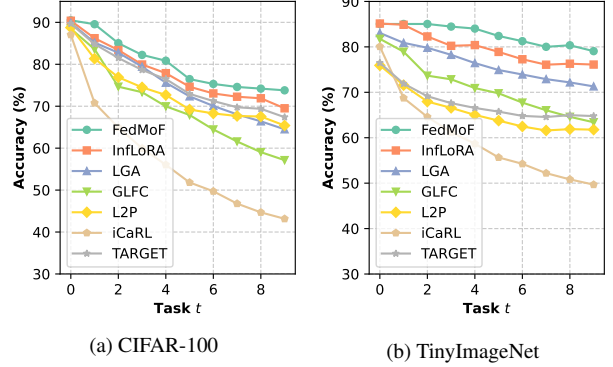 90
80
70
60
50
40
30
Accuracy (%)
FedMoF
InfLoRA
LGA
GLFC
L2P
iCaRL
TARGET
0 2 4 6 8
Task t
(a) CIFAR-100
90
80
70
60
50
40
30
Accuracy (%)
FedMoF
InfLoRA
LGA
GLFC
L2P
iCaRL
TARGET
0 2 4 6 8
Task t
(b) TinyImageNet